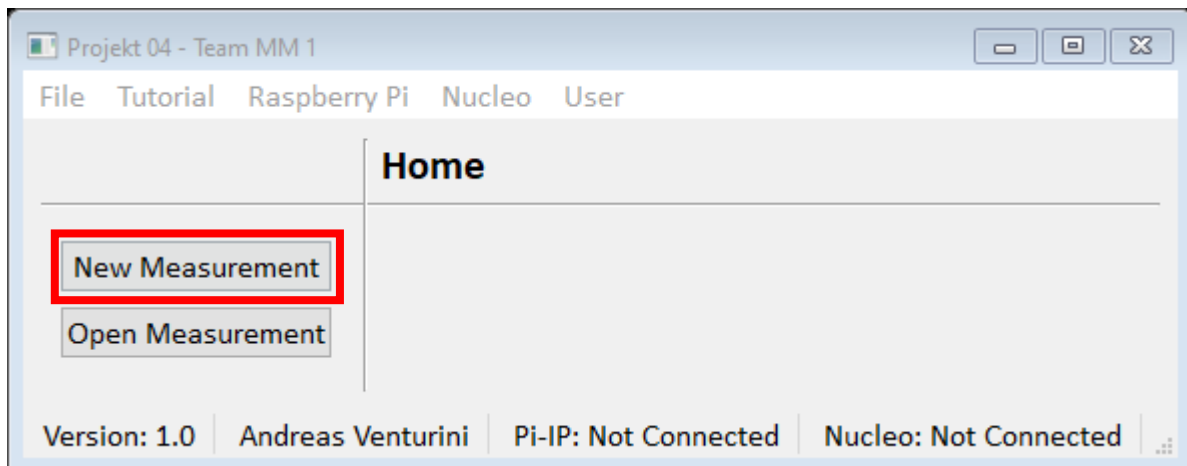 Projekt 04 - Team MM 1
File Tutorial Raspberry Pi Nucleo User
Home
New Measurement
Open Measurement
Version: 1.0 Andreas Venturini Pi-IP: Not Connected Nucleo: Not Connected